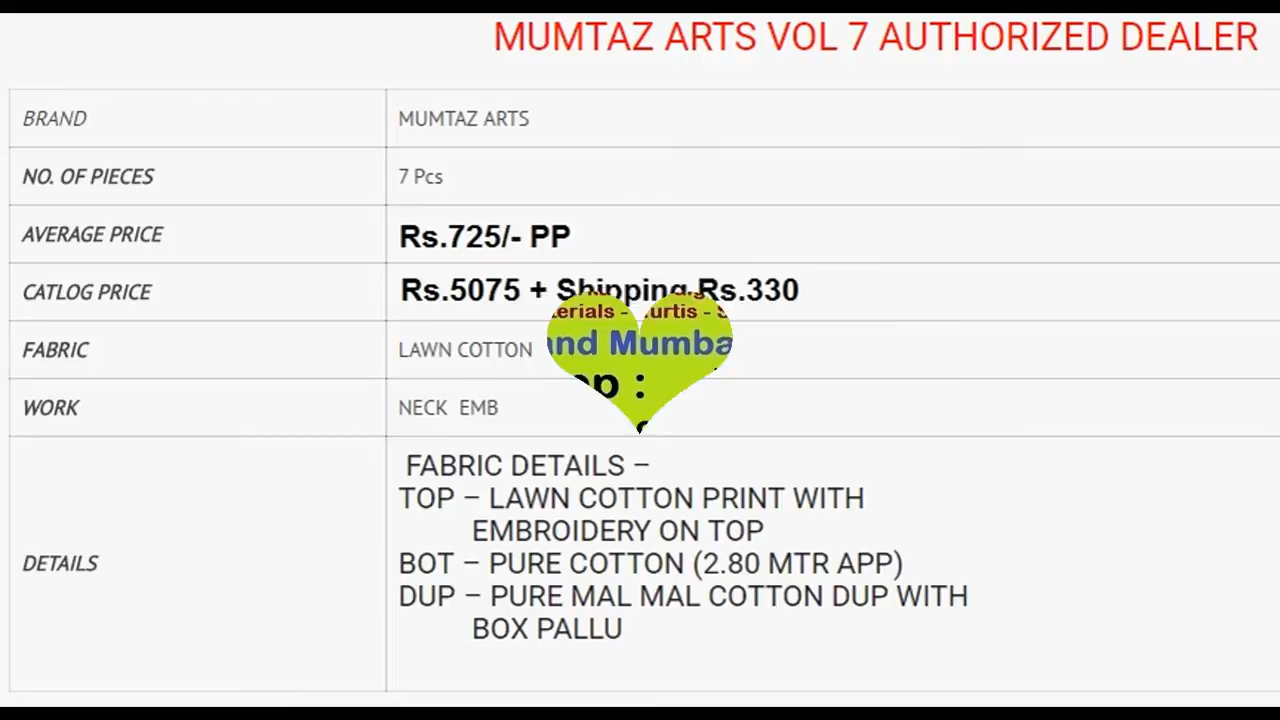 MUMTAZ ARTS VOL 7 AUTHORIZED DEALER
BRAND MUMTAZ ARTS
NO. OF PIECES 7 Pcs
AVERAGE PRICE Rs.725/- PP
CATLOG PRICE Rs.5075 + Shipping Rs.330
FABRIC LAWN COTTON
WORK NECK EMB
DETAILS
FABRIC DETAILS –
TOP – LAWN COTTON PRINT WITH
EMBROIDERY ON TOP
BOT – PURE COTTON (2.80 MTR APP)
DUP – PURE MAL MAL COTTON DUP WITH
BOX PALLU